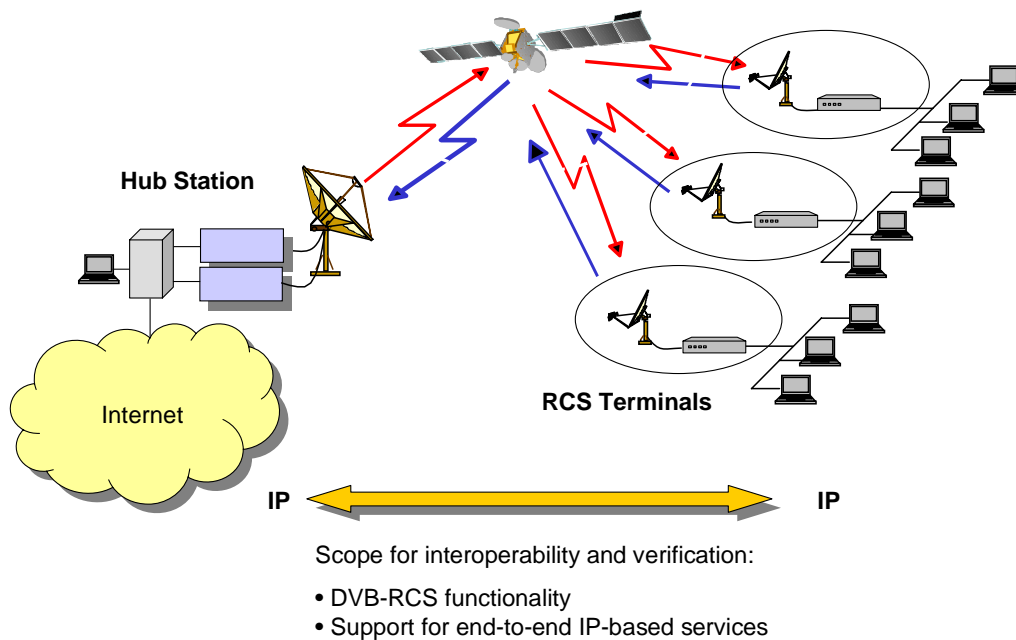 Hub Station
Internet
RCS Terminals
IP
IP
Scope for interoperability and verification:
• DVB-RCS functionality
• Support for end-to-end IP-based services